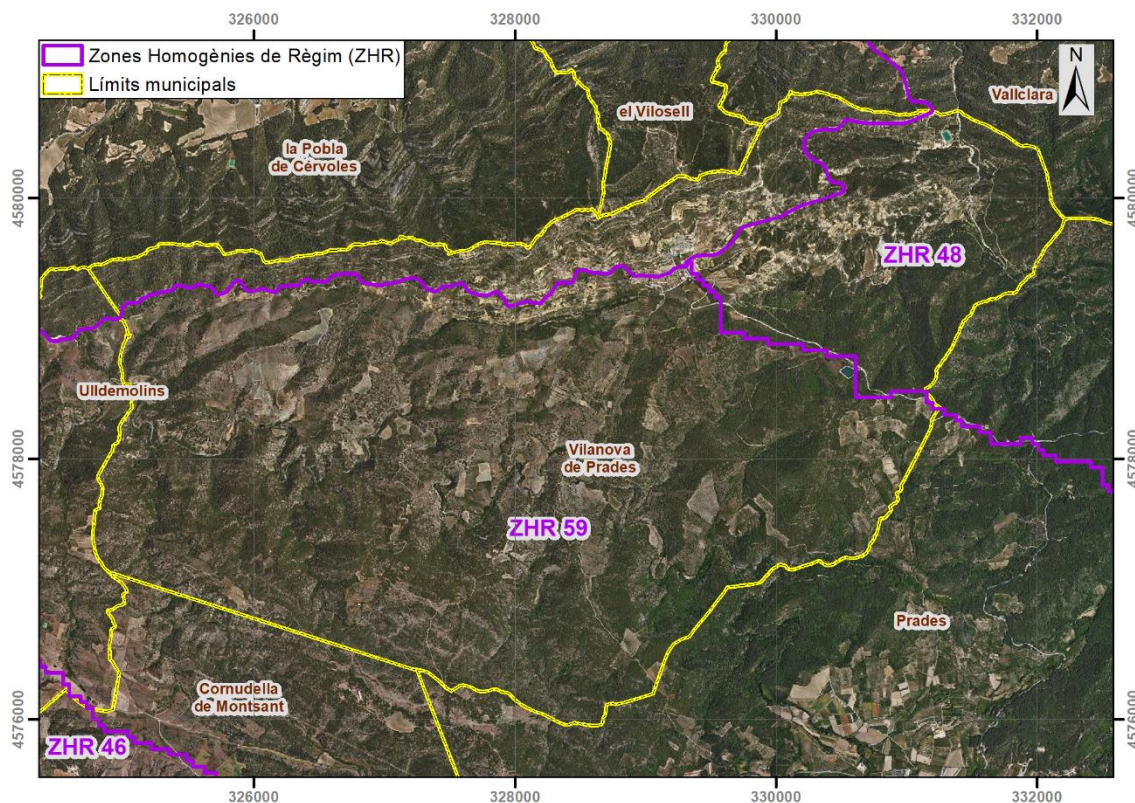 326000
328000
330000
332000
Zones Homogènies de Règim (ZHR)
Límits municipals
N
Vallclara
el Vilosell
la Pobla
de Cérvoles
4580000
4580000
ZHR 48
Ulldemolins
Vilanova
de Prades
4578000
4578000
ZHR 59
Prades
Cornudella
de Montsant
4576000
4576000
ZHR 46
326000
328000
330000
332000